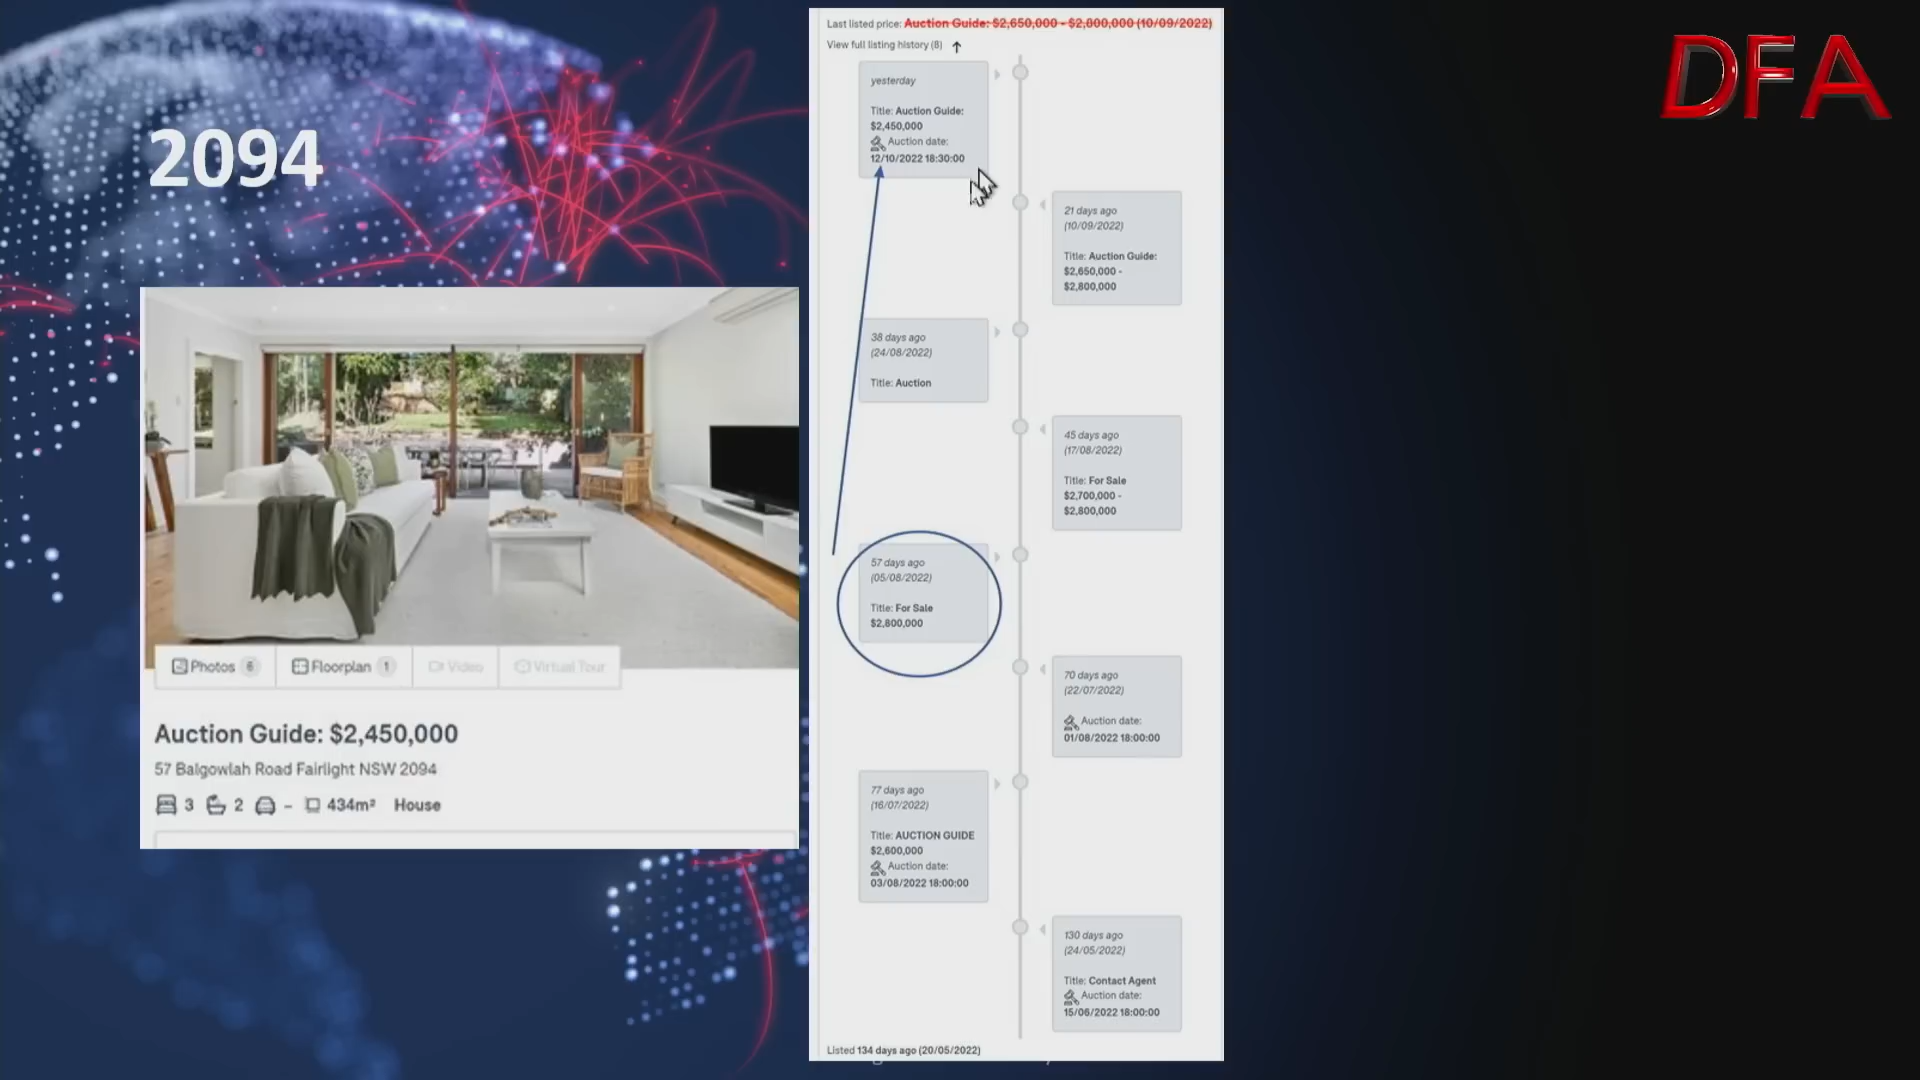 2094
DFA
Last listed price: Auction Guide: $2,650,000 - $2,800,000 (10/09/2022)
View full listing history (8)
yesterday
Title: Auction Guide:
$2,450,000
Auction date:
12/10/2022 18:30:00
21 days ago
(10/09/2022)
Title: Auction Guide:
$2,650,000 -
$2,800,000
38 days ago
(24/08/2022)
Title: Auction
45 days ago
(17/08/2022)
Title: For Sale
$2,700,000 -
$2,800,000
57 days ago
(05/08/2022)
Title: For Sale
$2,800,000
70 days ago
(22/07/2022)
Auction date:
01/08/2022 18:00:00
77 days ago
(16/07/2022)
Title: AUCTION GUIDE
$2,600,000
Auction date:
03/08/2022 18:00:00
130 days ago
(24/05/2022)
Title: Contact Agent
Auction date:
15/06/2022 18:00:00
Listed 134 days ago (20/05/2022)
Photos 6
Floorplan 1
Video
Virtual Tour
Auction Guide: $2,450,000
57 Balgowlah Road Fairlight NSW 2094
3 2 - 434m² House